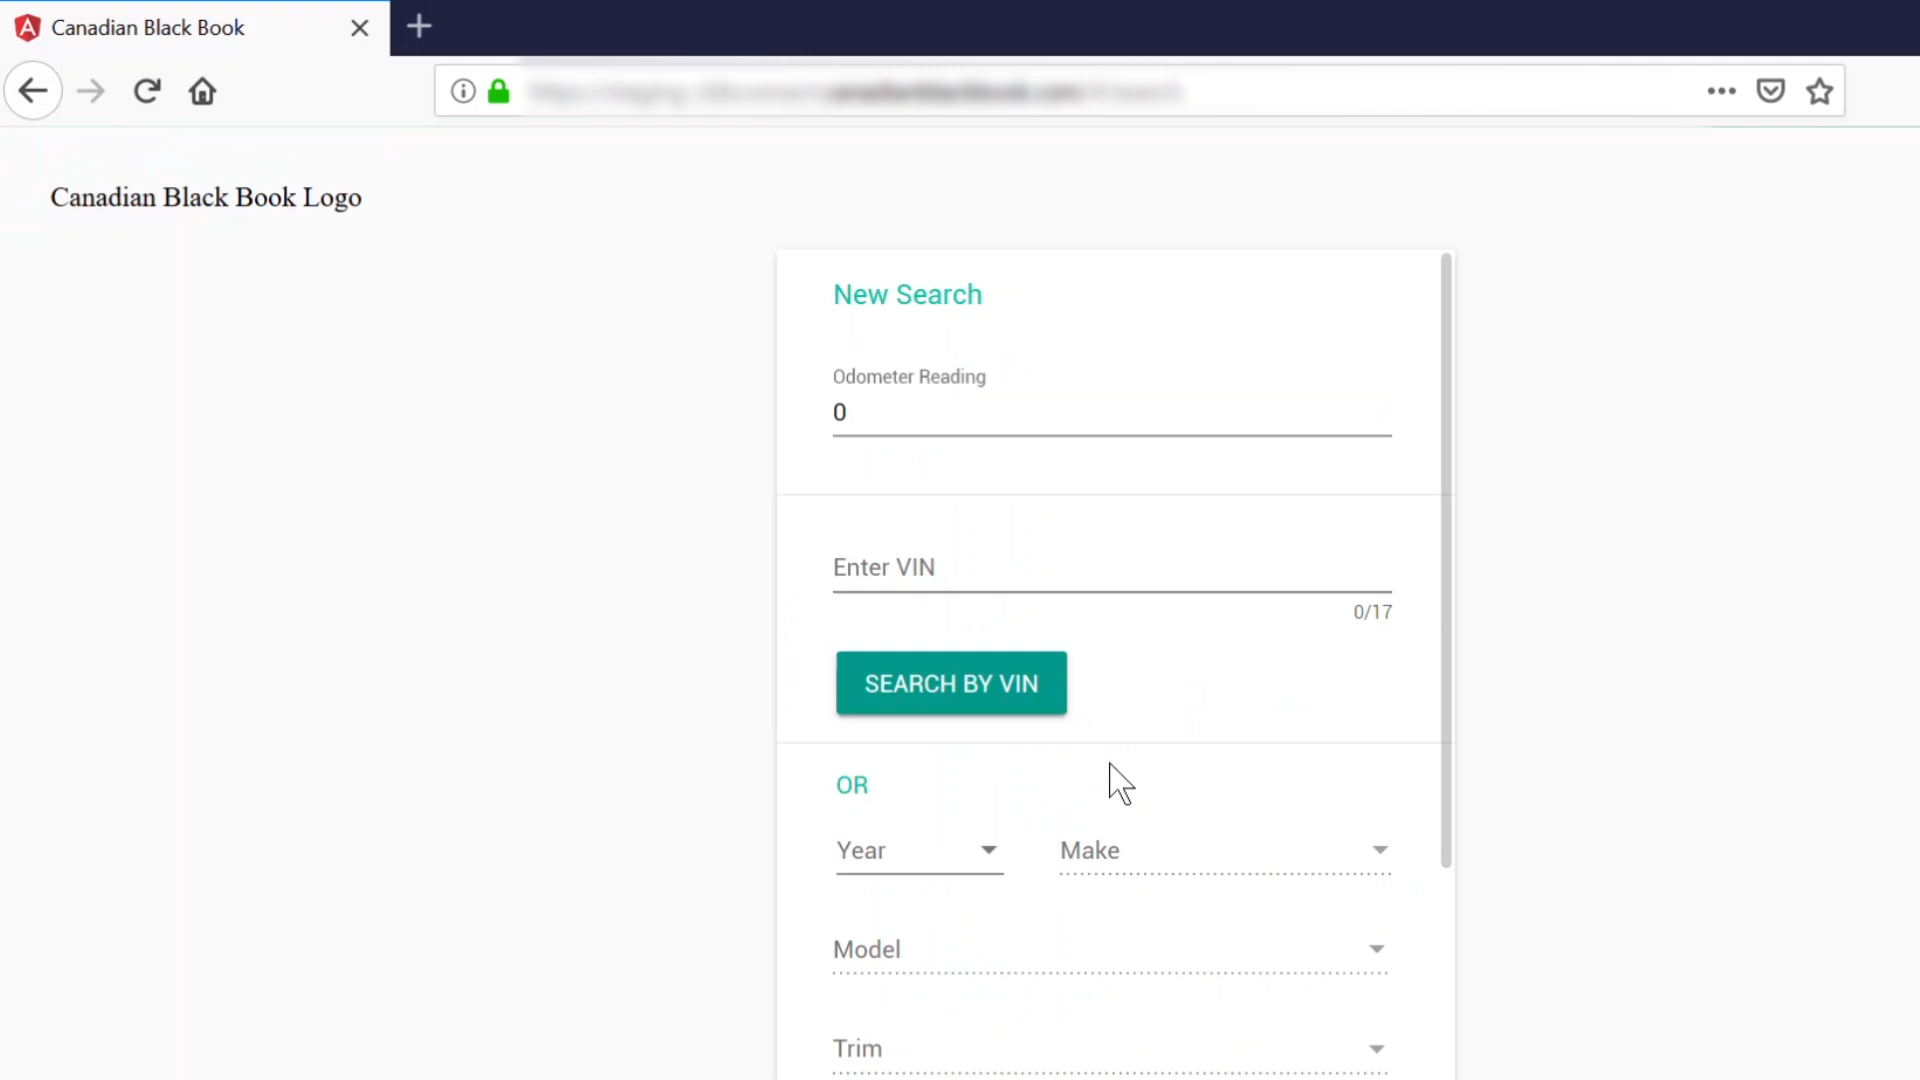 Canadian Black Book
Canadian Black Book Logo
New Search
Odometer Reading
0
Enter VIN
0/17
SEARCH BY VIN
OR
Year
Make
Model
Trim